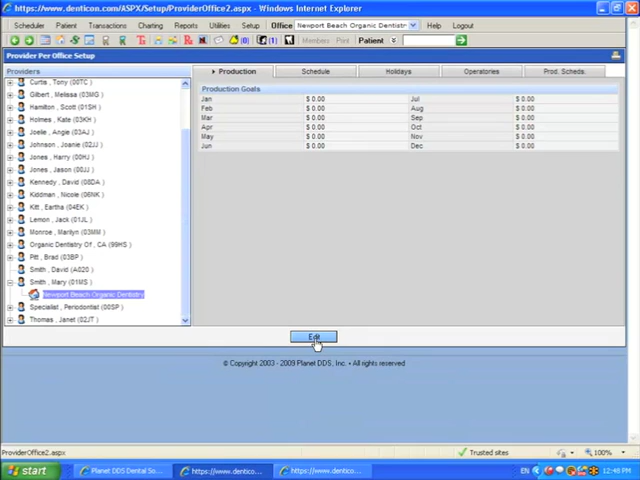 https://www.denticon.com/ASPX/Setup/ProviderOffice2.aspx - Windows Internet Explorer
Scheduler Patient Transactions Charting Reports Utilities Setup Office Newport Beach Organic Dentistr Help Logout
Members Print Patient
Provider Per Office Setup
Providers
Production Schedule Holidays Operatories Prod. Scheds.
Production Goals
Jan $ 0.00 Jul $ 0.00
Feb $ 0.00 Aug $ 0.00
Mar $ 0.00 Sep $ 0.00
Apr $ 0.00 Oct $ 0.00
May $ 0.00 Nov $ 0.00
Jun $ 0.00 Dec $ 0.00
Curtis , Tony (00TC )
Gilbert , Melissa (03MG )
Hamilton , Scott (01SH )
Holmes , Kate (03KH )
Joelie , Angie (03AJ )
Johnson , Joanie (02JJ )
Jones , Harry (00HJ )
Jones , Jennifer (00JJ )
Kennedy , David (08DA )
Kiddman , Nicole (06NK )
Kitt , Eartha (04EK )
Lemon , Jack (01JL )
Monroe , Marilyn (03MM )
Organic Dentistry Of , CA (99HS )
Pitt , Brad (03BP )
Smith , David (A020 )
Smith , Mary (01MS )
Newport Beach Organic Dentistry
Specialist , Periodontist (00SP )
Thomas , Janet (02JT )
Edit
© Copyright 2003 - 2009 Planet DDS, Inc. • All rights reserved
ProviderOffice2.aspx Trusted sites 100%
start Planet DDS Dental So... https://www.dentico... https://www.dentico... EN 12:48 PM